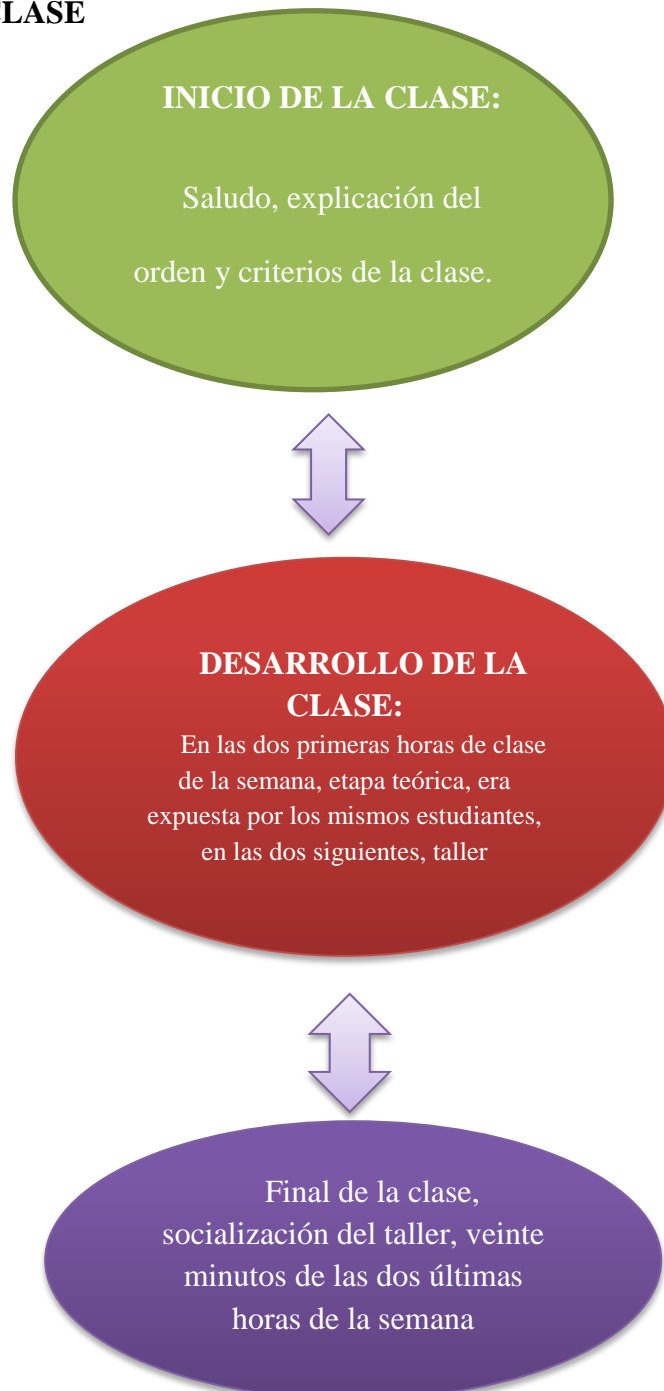 CLASE
INICIO DE LA CLASE:
Saludo, explicación del
orden y criterios de la clase.
DESARROLLO DE LA
CLASE:
En las dos primeras horas de clase
de la semana, etapa teórica, era
expuesta por los mismos estudiantes,
en las dos siguientes, taller
Final de la clase,
socialización del taller, veinte
minutos de las dos últimas
horas de la semana